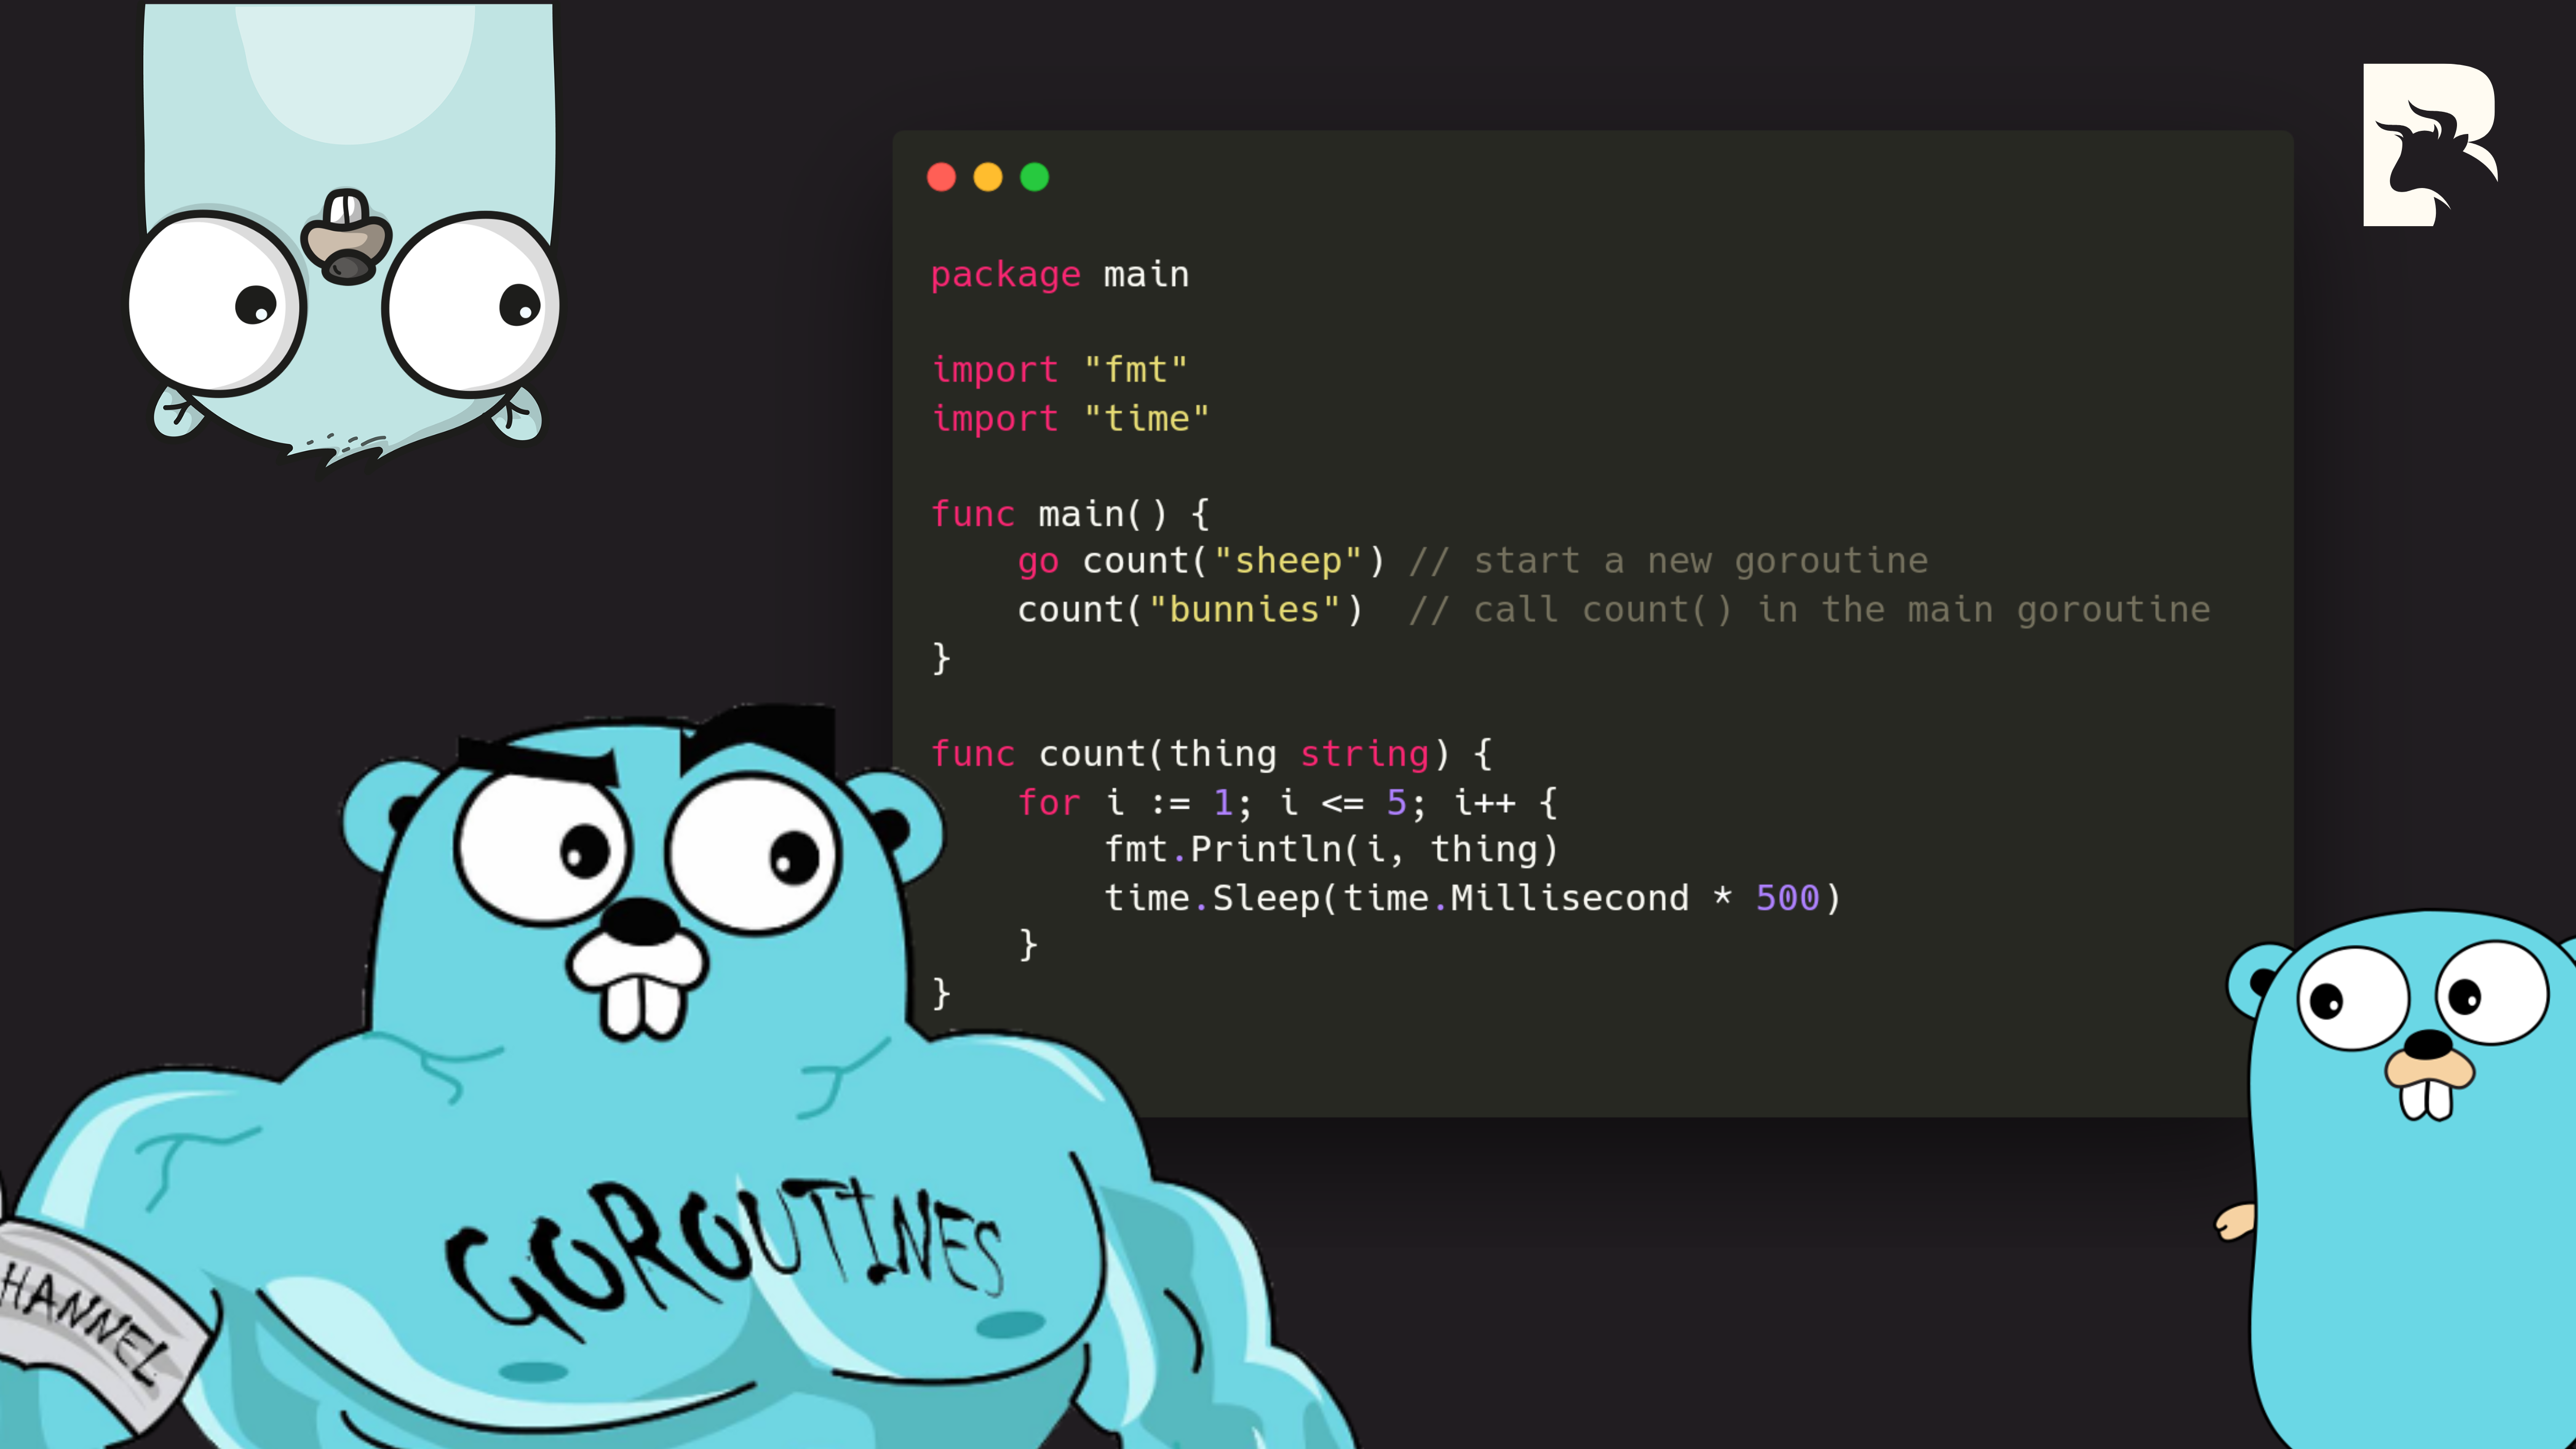 package main
import "fmt"
import "time"
func main() {
go count("sheep") // start a new goroutine
count("bunnies")  // call count() in the main goroutine
}
func count(thing string) {
for i := 1; i <= 5; i++ {
fmt.Println(i, thing)
time.Sleep(time.Millisecond * 500)
}
}
GOROUTINES
HANNEL